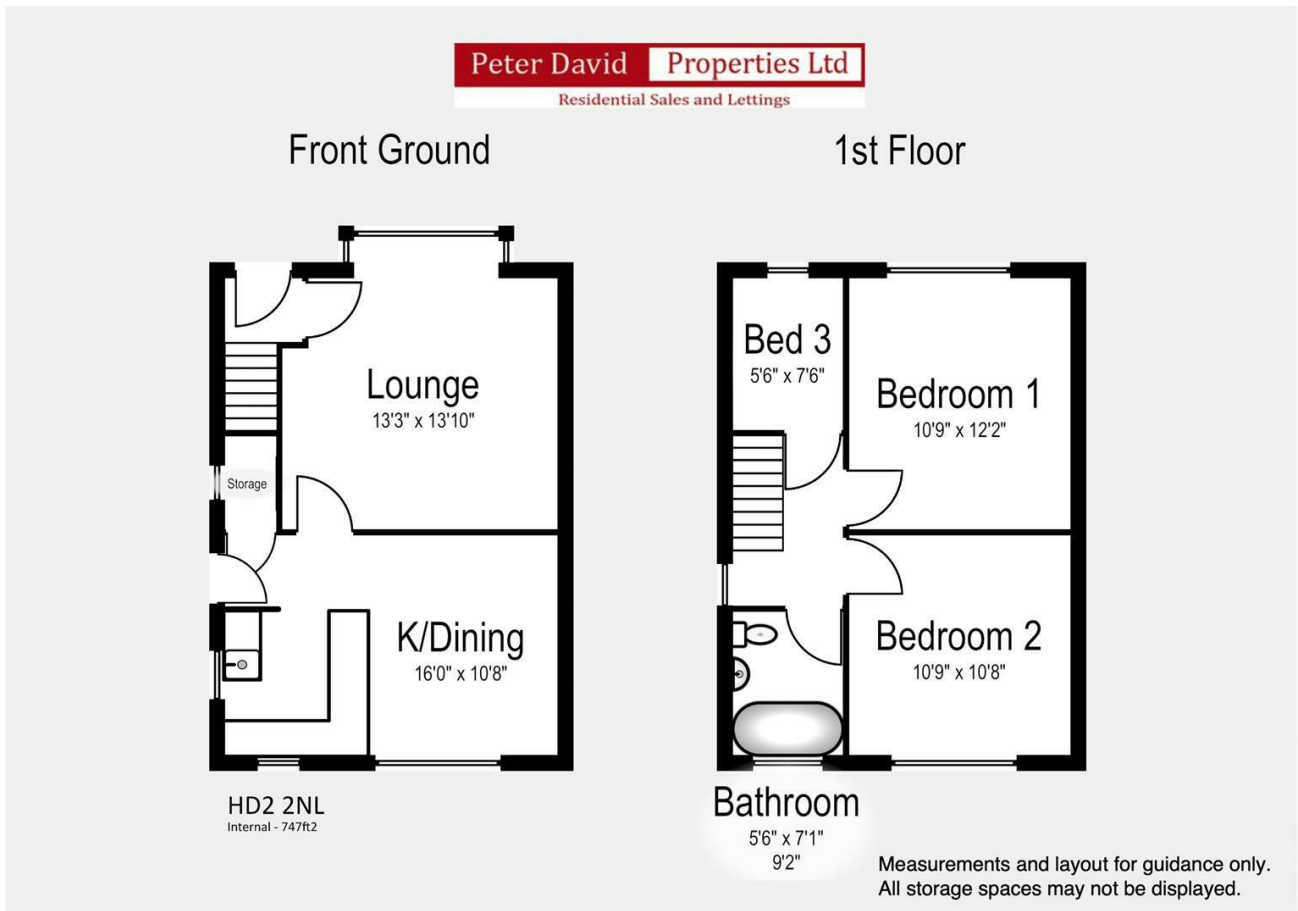 Peter David Properties Ltd
Residential Sales and Lettings
Front Ground
1st Floor
Lounge
13'3" x 13'10"
Storage
K/Dining
16'0" x 10'8"
HD2 2NL
Internal - 747ft2
Bed 3
5'6" x 7'6"
Bedroom 1
10'9" x 12'2"
Bedroom 2
10'9" x 10'8"
Bathroom
5'6" x 7'1"
9'2"
Measurements and layout for guidance only.
All storage spaces may not be displayed.